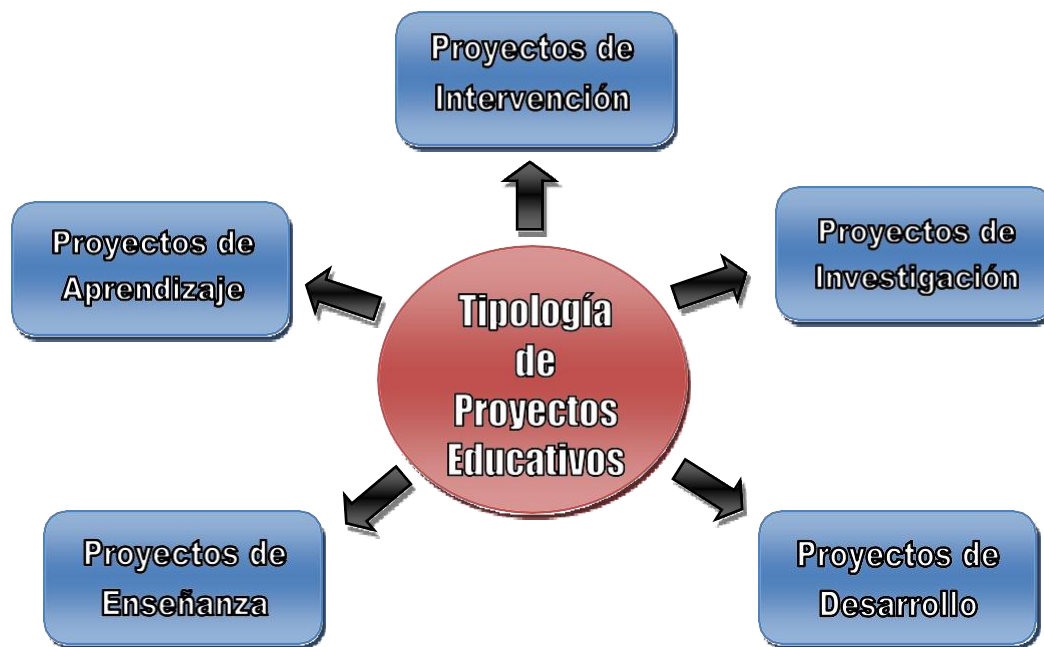 Proyectos de
Intervención
Proyectos de
Aprendizaje
Proyectos de
Investigación
Tipología
de
Proyectos
Educativos
Proyectos de
Enseñanza
Proyectos de
Desarrollo